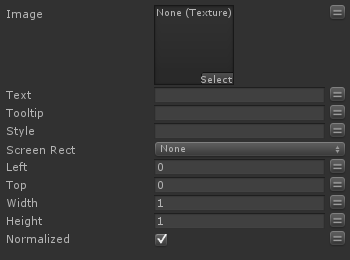 Image
None (Texture)
Select
Text
Tooltip
Style
Screen Rect None
Left 0
Top 0
Width 1
Height 1
Normalized